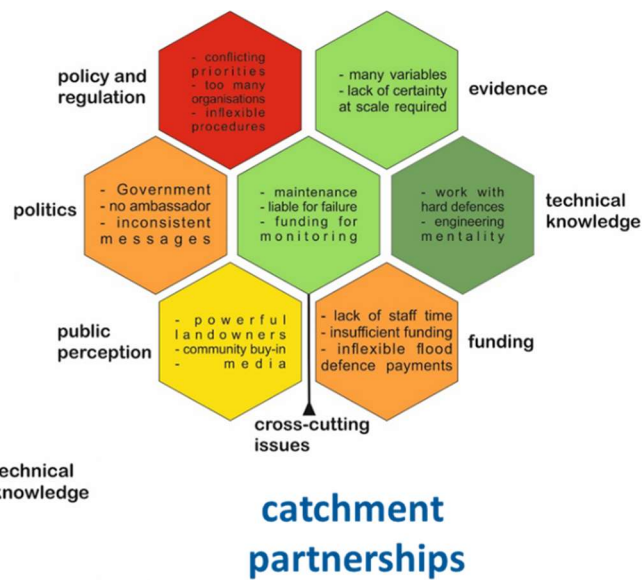 policy and
regulation
- conflicting
priorities
- too many
organisations
- inflexible
procedures
- many variables
- lack of certainty
at scale required
evidence
politics
- Government
- no ambassador
- inconsistent
messages
- maintenance
- liable for failure
- funding for
monitoring
- work with
hard defences
- engineering
mentality
technical
knowledge
public
perception
- powerful
landowners
- community buy-in
- media
- lack of staff time
- insufficient funding
- inflexible flood
defence payments
funding
cross-cutting
issues
echnical
nowledge
catchment
partnerships